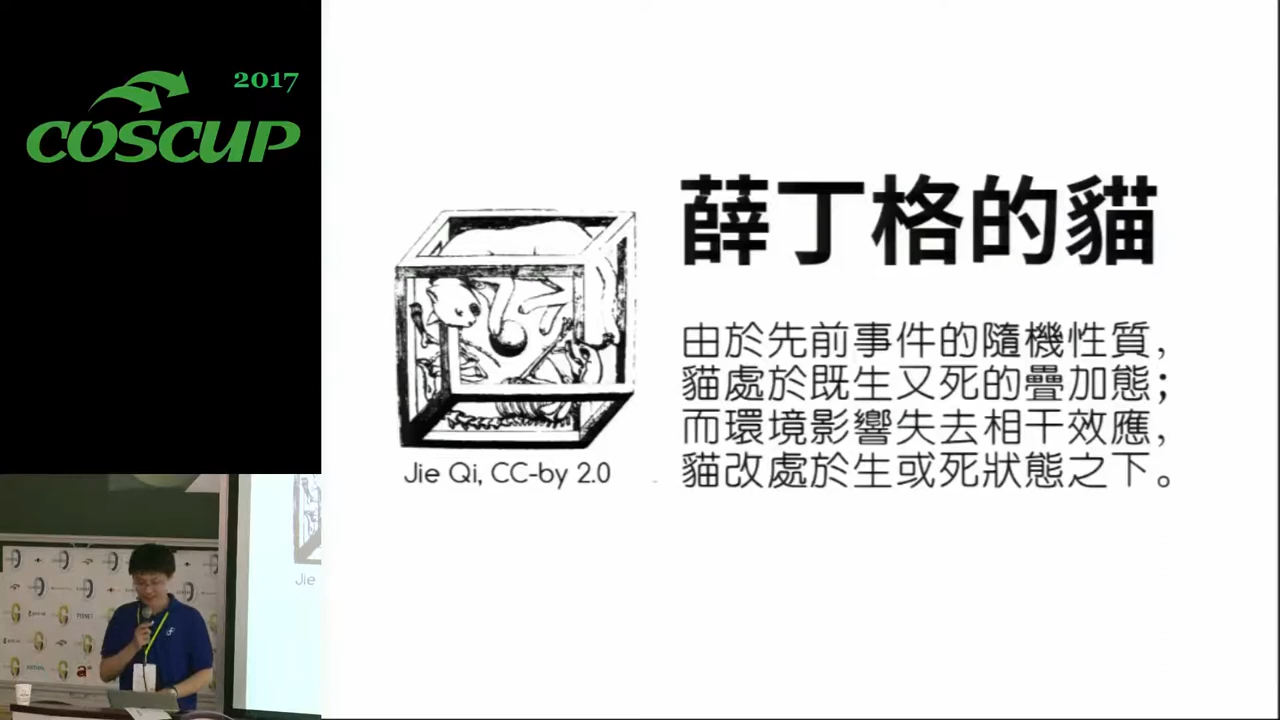 2017
COSCUP
薛丁格的貓
由於先前事件的隨機性質，
貓處於既生又死的疊加態；
而環境影響失去相干效應，
貓改處於生或死狀態之下。
Jie Qi, CC-by 2.0
Jie